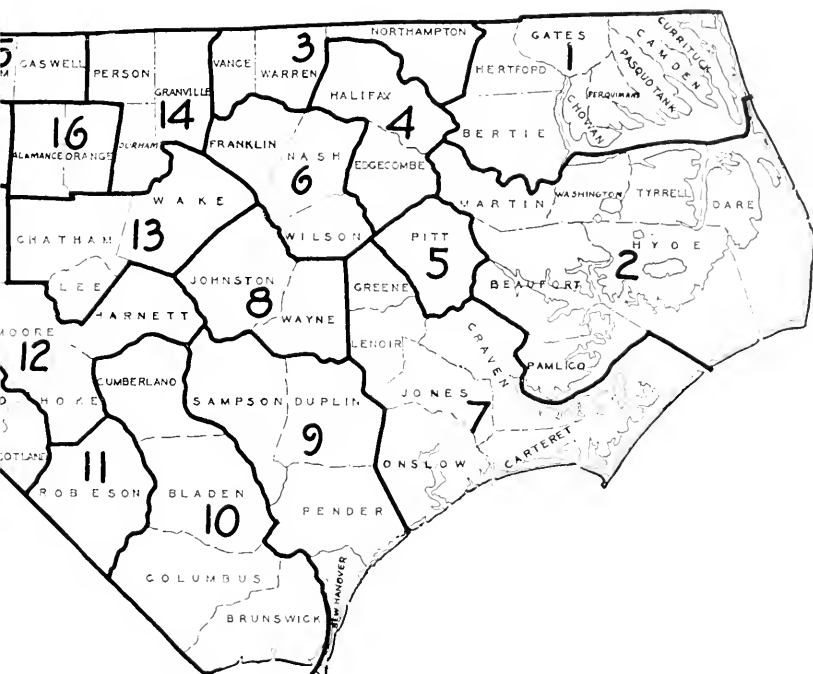 NORTHAMPTON
GATES
CURRITUCK
CAMDEN
PASQUOTANK
1
3
5
M
CASWELL
PERSON
VANCE
WARREN
HERTFORD
PERQUIMANS
CHOWAN
GRANVILLE
14
HALIFAX
4
BERTIE
16
ALAMANCE
ORANGE
DURHAM
FRANKLIN
NASH
6
EDGECOMBE
MARTIN
WASHINGTON
TYRRELL
DARE
WAKE
CHATHAM
13
WILSON
PITT
5
HYDE
2
LEE
JOHNSTON
8
GREENE
BEAUFORT
HARNETT
WAYNE
MOORE
12
LENOIR
CRAVEN
PAMLICO
CUMBERLAND
HOKE
SAMPSON
DUPLIN
JONES
7
D
S
9
CARTERET
COTLAND
11
ONSLOW
ROBESON
BLADEN
10
PENDER
COLUMBUS
NEW HANOVER
BRUNSWICK